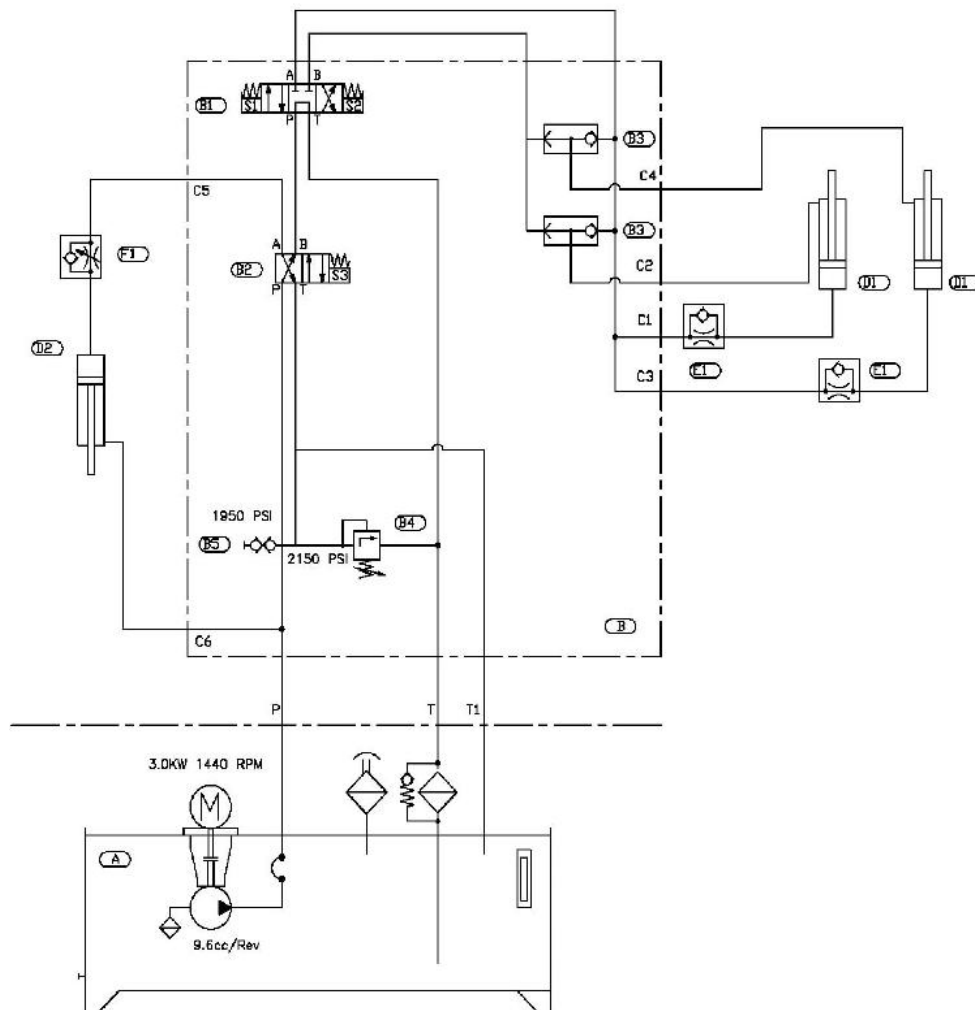 A B
B1
S1
S2
P T
B3
C4
C5
A B
F1
B2
S3
P T
B3
C2
D1
D1
C1
D2
E1
C3
E1
1950 PSI
B4
B5
2150 PSI
B
C6
P
T
T1
3.0KW 1440 RPM
M
A
9.6cc/Rev